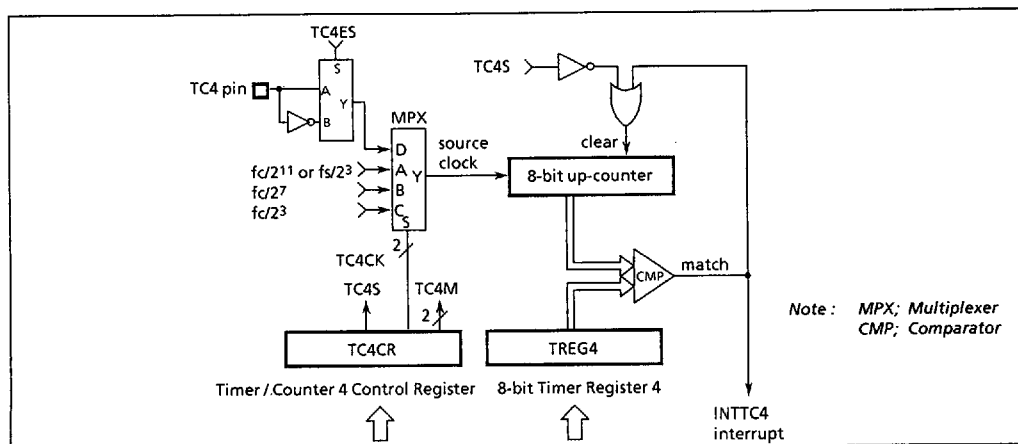 TC4ES
S
TC4 pin
A
Y
B
TC4S
MPX
clear
D
source
clock
fc/2¹¹ or fs/2³
A
Y
fc/2⁷
B
fc/2³
C
S
8-bit up-counter
2
TC4CK
TC4S
TC4M
2
CMP
match
Note : MPX; Multiplexer
CMP; Comparator
TC4CR
TREG4
Timer /.Counter 4 Control Register
8-bit Timer Register 4
!NTTC4
interrupt